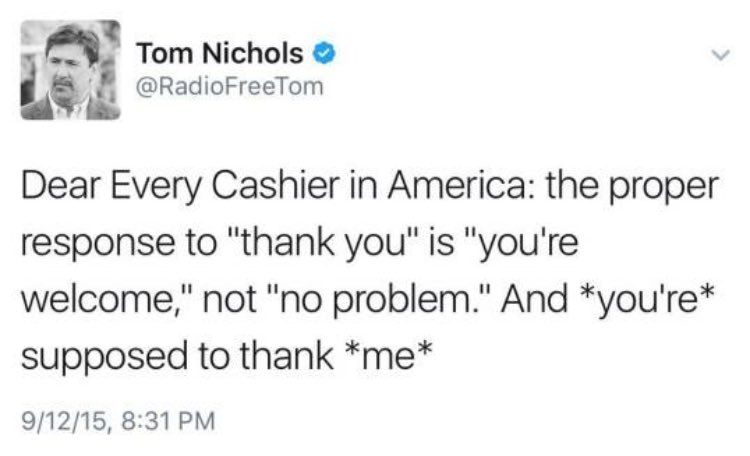 Tom Nichols
@RadioFreeTom
Dear Every Cashier in America: the proper
response to "thank you" is "you're
welcome," not "no problem." And *you're*
supposed to thank *me*
9/12/15, 8:31 PM